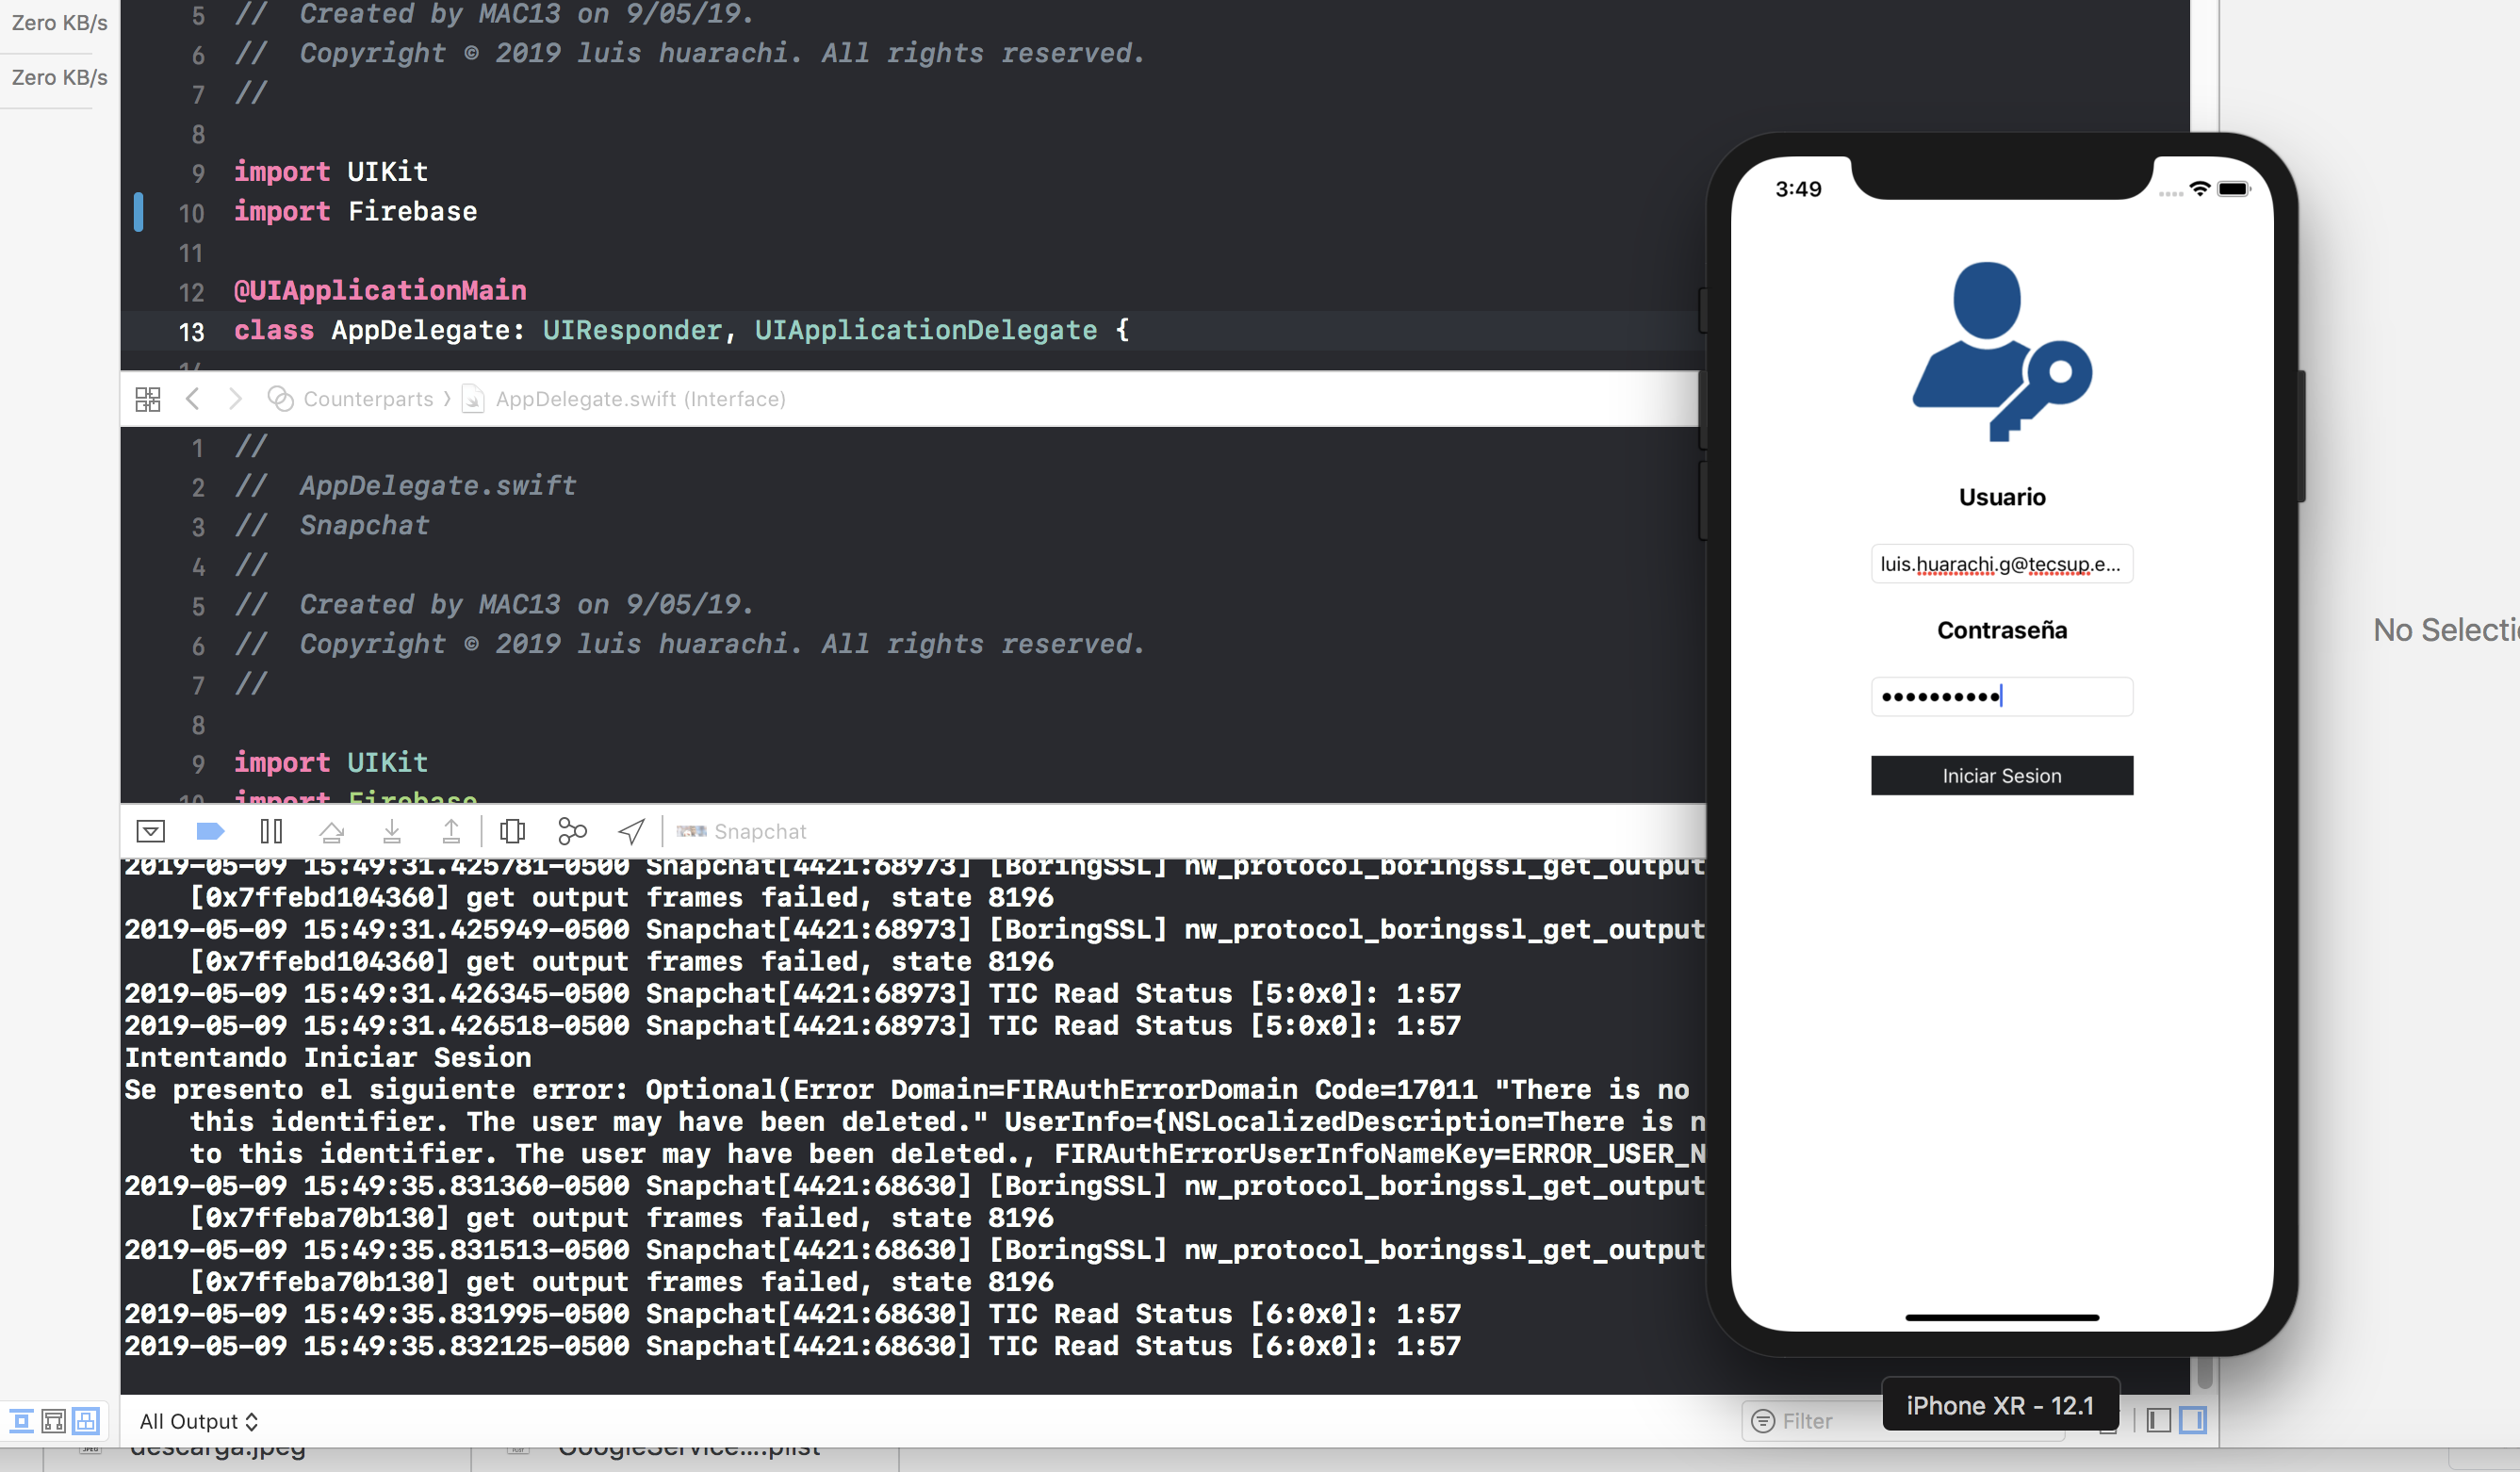 Zero KB/s
Zero KB/s
5 // Created by MAC13 on 9/05/19.
6 // Copyright © 2019 luis huarachi. All rights reserved.
7 //
8
9 import UIKit
10 import Firebase
11
12 @UIApplicationMain
13 class AppDelegate: UIResponder, UIApplicationDelegate {
Counterparts 〉 AppDelegate.swift (Interface)
1 //
2 // AppDelegate.swift
3 // Snapchat
4 //
5 // Created by MAC13 on 9/05/19.
6 // Copyright © 2019 luis huarachi. All rights reserved.
7 //
8
9 import UIKit
10 import Firebase
Snapchat
2019-05-09 15:49:31.425781-0500 Snapchat[4421:68973] [BoringSSL] nw_protocol_boringssl_get_output
[0x7ffebd104360] get output frames failed, state 8196
2019-05-09 15:49:31.425949-0500 Snapchat[4421:68973] [BoringSSL] nw_protocol_boringssl_get_output
[0x7ffebd104360] get output frames failed, state 8196
2019-05-09 15:49:31.426345-0500 Snapchat[4421:68973] TIC Read Status [5:0x0]: 1:57
2019-05-09 15:49:31.426518-0500 Snapchat[4421:68973] TIC Read Status [5:0x0]: 1:57
Intentando Iniciar Sesion
Se presento el siguiente error: Optional(Error Domain=FIRAuthErrorDomain Code=17011 "There is no
this identifier. The user may have been deleted." UserInfo={NSLocalizedDescription=There is n
to this identifier. The user may have been deleted., FIRAuthErrorUserInfoNameKey=ERROR_USER_N
2019-05-09 15:49:35.831360-0500 Snapchat[4421:68630] [BoringSSL] nw_protocol_boringssl_get_output
[0x7ffeba70b130] get output frames failed, state 8196
2019-05-09 15:49:35.831513-0500 Snapchat[4421:68630] [BoringSSL] nw_protocol_boringssl_get_output
[0x7ffeba70b130] get output frames failed, state 8196
2019-05-09 15:49:35.831995-0500 Snapchat[4421:68630] TIC Read Status [6:0x0]: 1:57
2019-05-09 15:49:35.832125-0500 Snapchat[4421:68630] TIC Read Status [6:0x0]: 1:57
All Output
Filter
descarga.jpeg
GoogleService....plist
3:49
Usuario
luis.huarachi.g@tecsup.e...
Contraseña
Iniciar Sesion
iPhone XR - 12.1
No Selecti